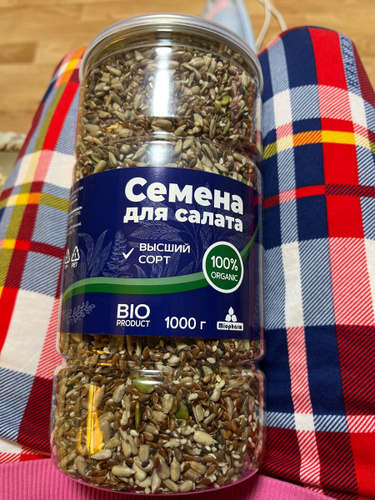 Семена
для салата
ВЫСШИЙ
СОРТ
100%
ORGANIC
BIO
PRODUCT
1000 г
Miopharm